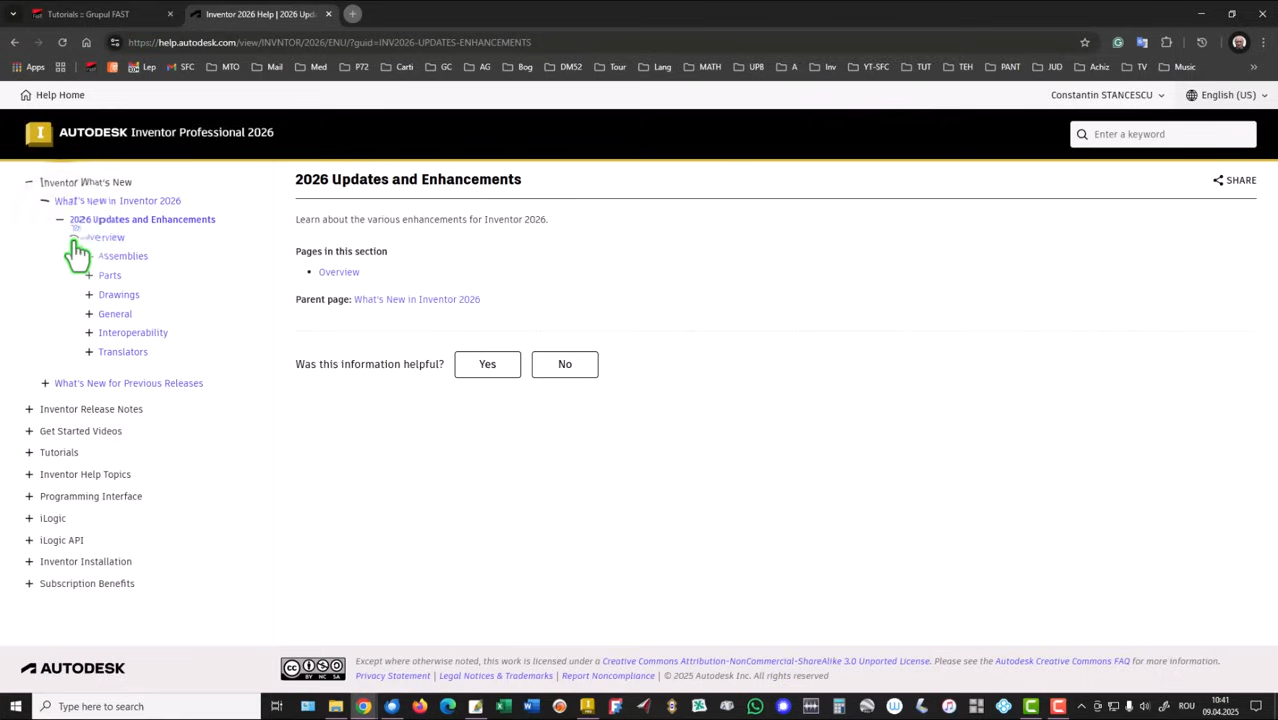 Tutorials :: Grupul FAST
Inventor 2026 Help | 2026 Upda
https://help.autodesk.com/view/INVNTOR/2026/ENU/?guid=INV2026-UPDATES-ENHANCEMENTS
Apps YT Lep SFC MTO Mail Med P72 Carti GC AG Bog DM52 Tour Lang MATH UPB A Inv YT-SFC TUT TEH PANT JUD Achiz TV Music
Help Home
Constantin STANCESCU English (US)
AUTODESK Inventor Professional 2026
Enter a keyword
Inventor What's New
What's New in Inventor 2026
2026 Updates and Enhancements
Overview
Assemblies
Parts
Drawings
General
Interoperability
Translators
What's New for Previous Releases
Inventor Release Notes
Get Started Videos
Tutorials
Inventor Help Topics
Programming Interface
iLogic
iLogic API
Inventor Installation
Subscription Benefits
2026 Updates and Enhancements
SHARE
Learn about the various enhancements for Inventor 2026.
Pages in this section
• Overview
Parent page: What's New in Inventor 2026
Was this information helpful? Yes No
AUTODESK
BY NC SA
Except where otherwise noted, this work is licensed under a Creative Commons Attribution-NonCommercial-ShareAlike 3.0 Unported License. Please see the Autodesk Creative Commons FAQ for more information.
Privacy Statement | Legal Notices & Trademarks | Report Noncompliance | © 2025 Autodesk Inc. All rights reserved
Type here to search
ROU
10:41
09.04.2025